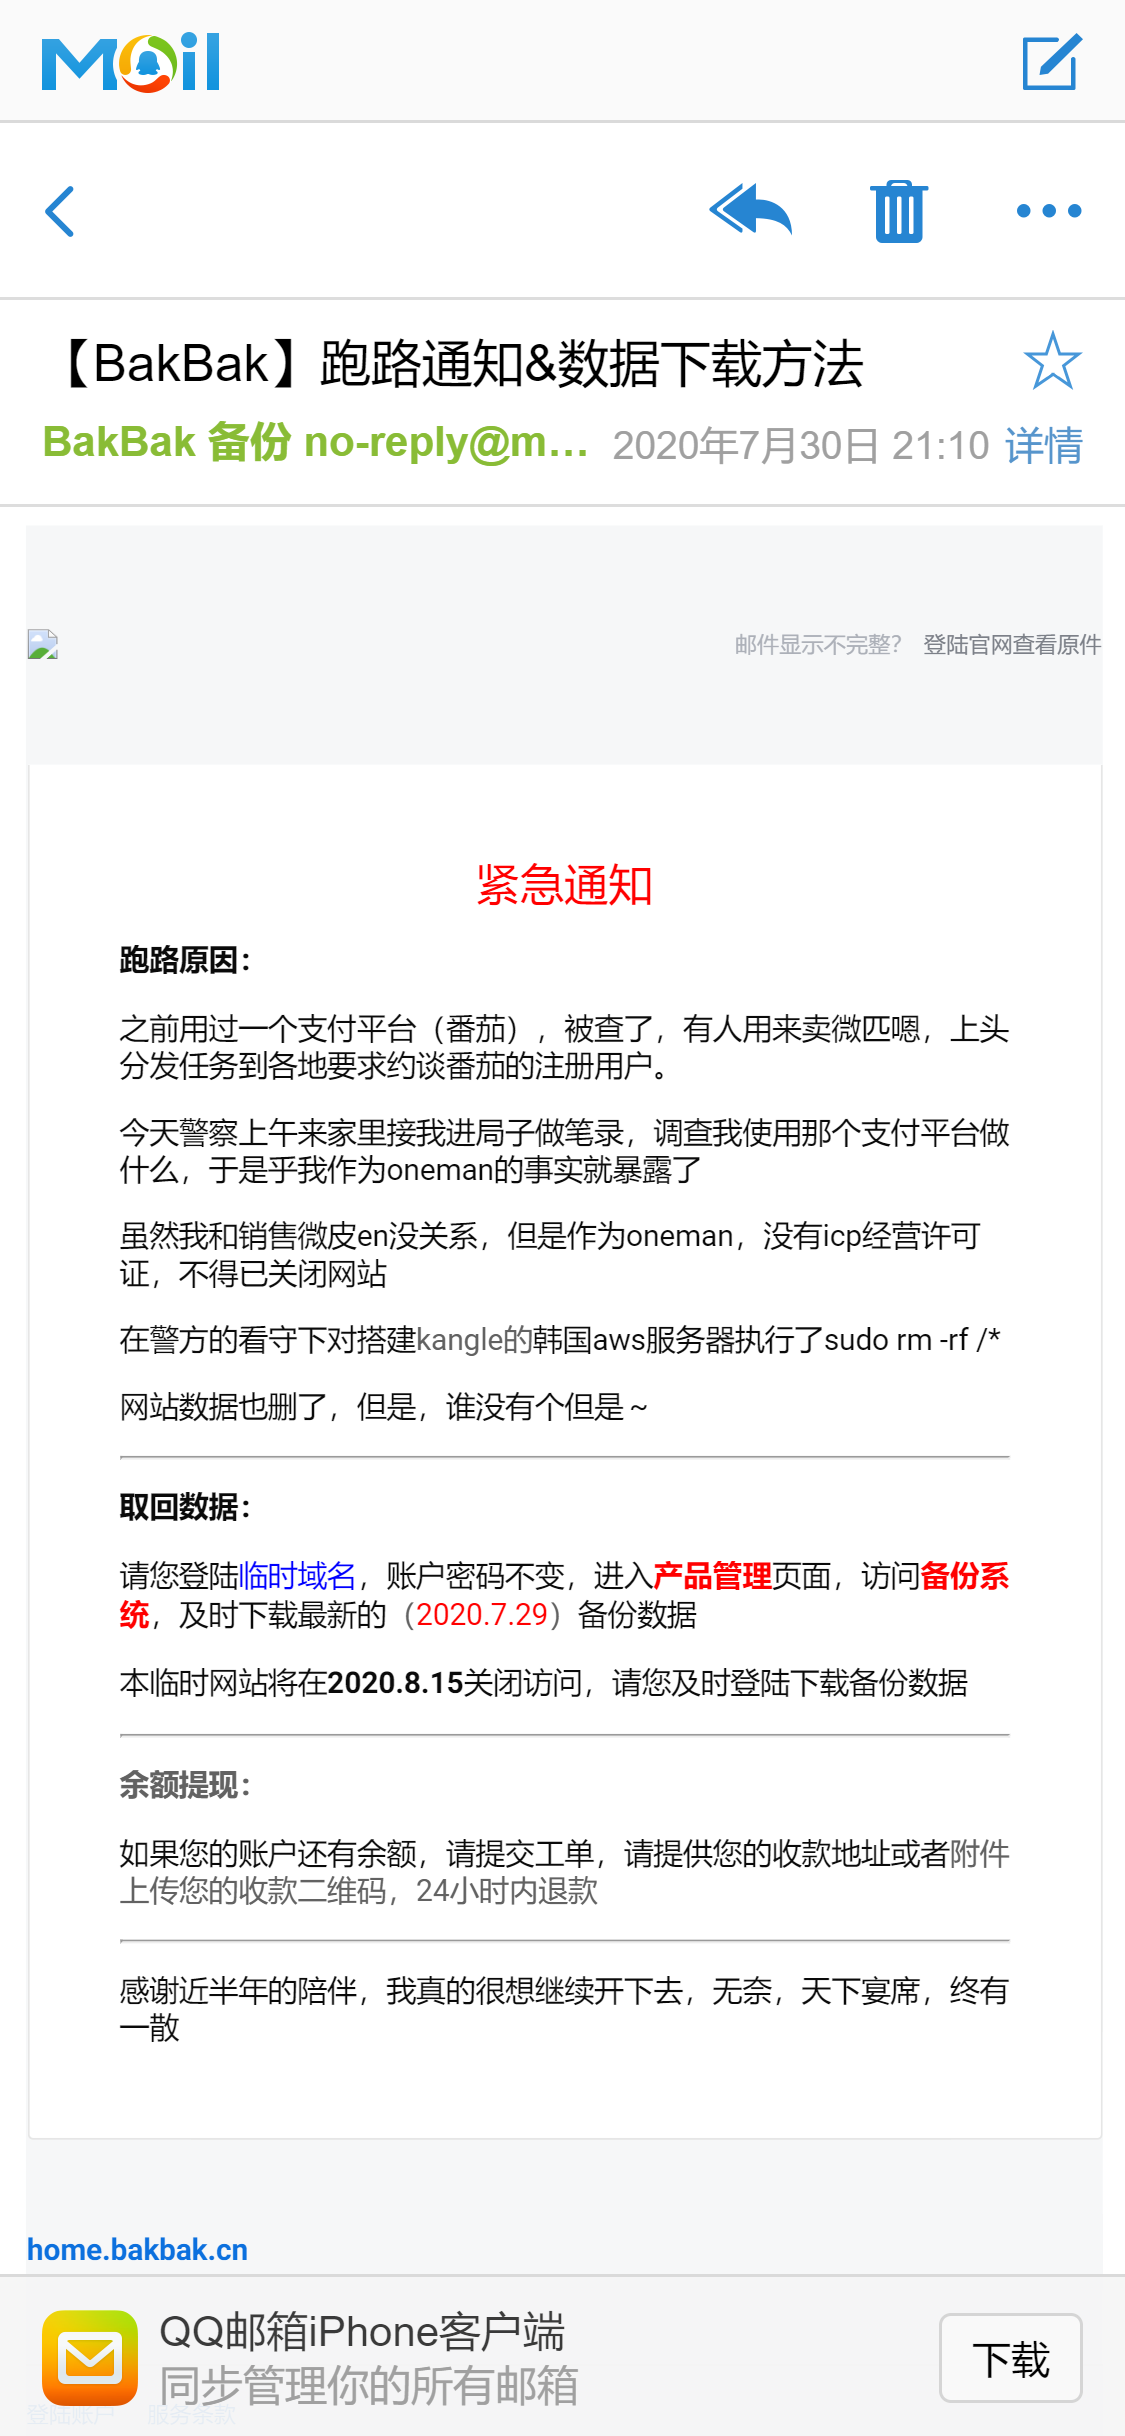 Mail
【BakBak】跑路通知&数据下载方法
BakBak 备份 no-reply@m... 2020年7月30日 21:10 详情
邮件显示不完整? 登陆官网查看原件
紧急通知
跑路原因：
之前用过一个支付平台（番茄），被查了，有人用来卖微匹嗯，上头
分发任务到各地要求约谈番茄的注册用户。
今天警察上午来家里接我进局子做笔录，调查我使用那个支付平台做
什么，于是乎我作为oneman的事实就暴露了
虽然我和销售微皮en没关系，但是作为oneman，没有icp经营许可
证，不得已关闭网站
在警方的看守下对搭建kangle的韩国aws服务器执行了sudo rm -rf /*
网站数据也删了，但是，谁没有个但是～
取回数据：
请您登陆临时域名，账户密码不变，进入产品管理页面，访问备份系
统，及时下载最新的（2020.7.29）备份数据
本临时网站将在2020.8.15关闭访问，请您及时登陆下载备份数据
余额提现：
如果您的账户还有余额，请提交工单，请提供您的收款地址或者附件
上传您的收款二维码，24小时内退款
感谢近半年的陪伴，我真的很想继续开下去，无奈，天下宴席，终有
一散
home.bakbak.cn
QQ邮箱iPhone客户端
同步管理你的所有邮箱
下载
登陆账户 服务条款